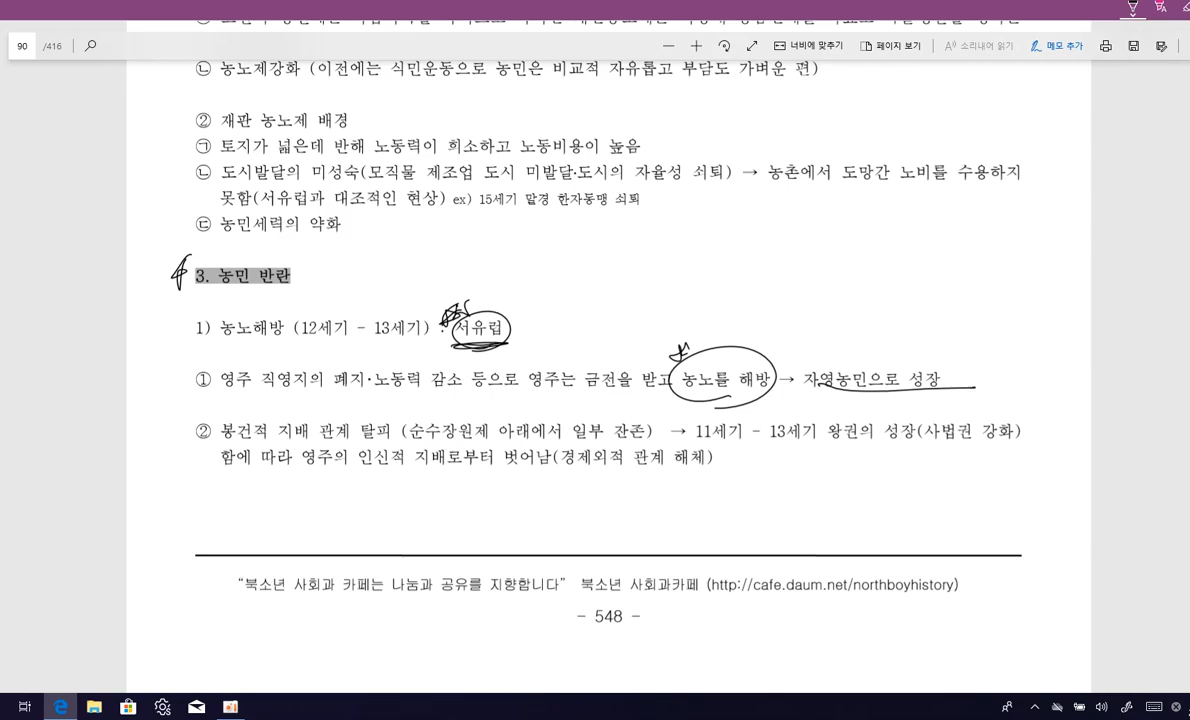 90 /416 너비에 맞추기 페이지 보기 A 소리내어 읽기 메모 추가
㉡ 농노제강화 (이전에는 식민운동으로 농민은 비교적 자유롭고 부담도 가벼운 편)
② 재판 농노제 배경
㉠ 토지가 넓은데 반해 노동력이 희소하고 노동비용이 높음
㉡ 도시발달의 미성숙(모직물 제조업 도시 미발달·도시의 자율성 쇠퇴) → 농촌에서 도망간 노비를 수용하지
못함(서유럽과 대조적인 현상) ex) 15세기 말경 한자동맹 쇠퇴
㉢ 농민세력의 약화
3. 농민 반란
1) 농노해방 (12세기 - 13세기) : 서유럽
① 영주 직영지의 폐지·노동력 감소 등으로 영주는 금전을 받고 농노를 해방 → 자영농민으로 성장
② 봉건적 지배 관계 탈피 (순수장원제 아래에서 일부 잔존) → 11세기 - 13세기 왕권의 성장(사법권 강화)
함에 따라 영주의 인신적 지배로부터 벗어남(경제외적 관계 해체)
“북소년 사회과 카페는 나눔과 공유를 지향합니다” 북소년 사회과카페 (http://cafe.daum.net/northboyhistory)
- 548 -